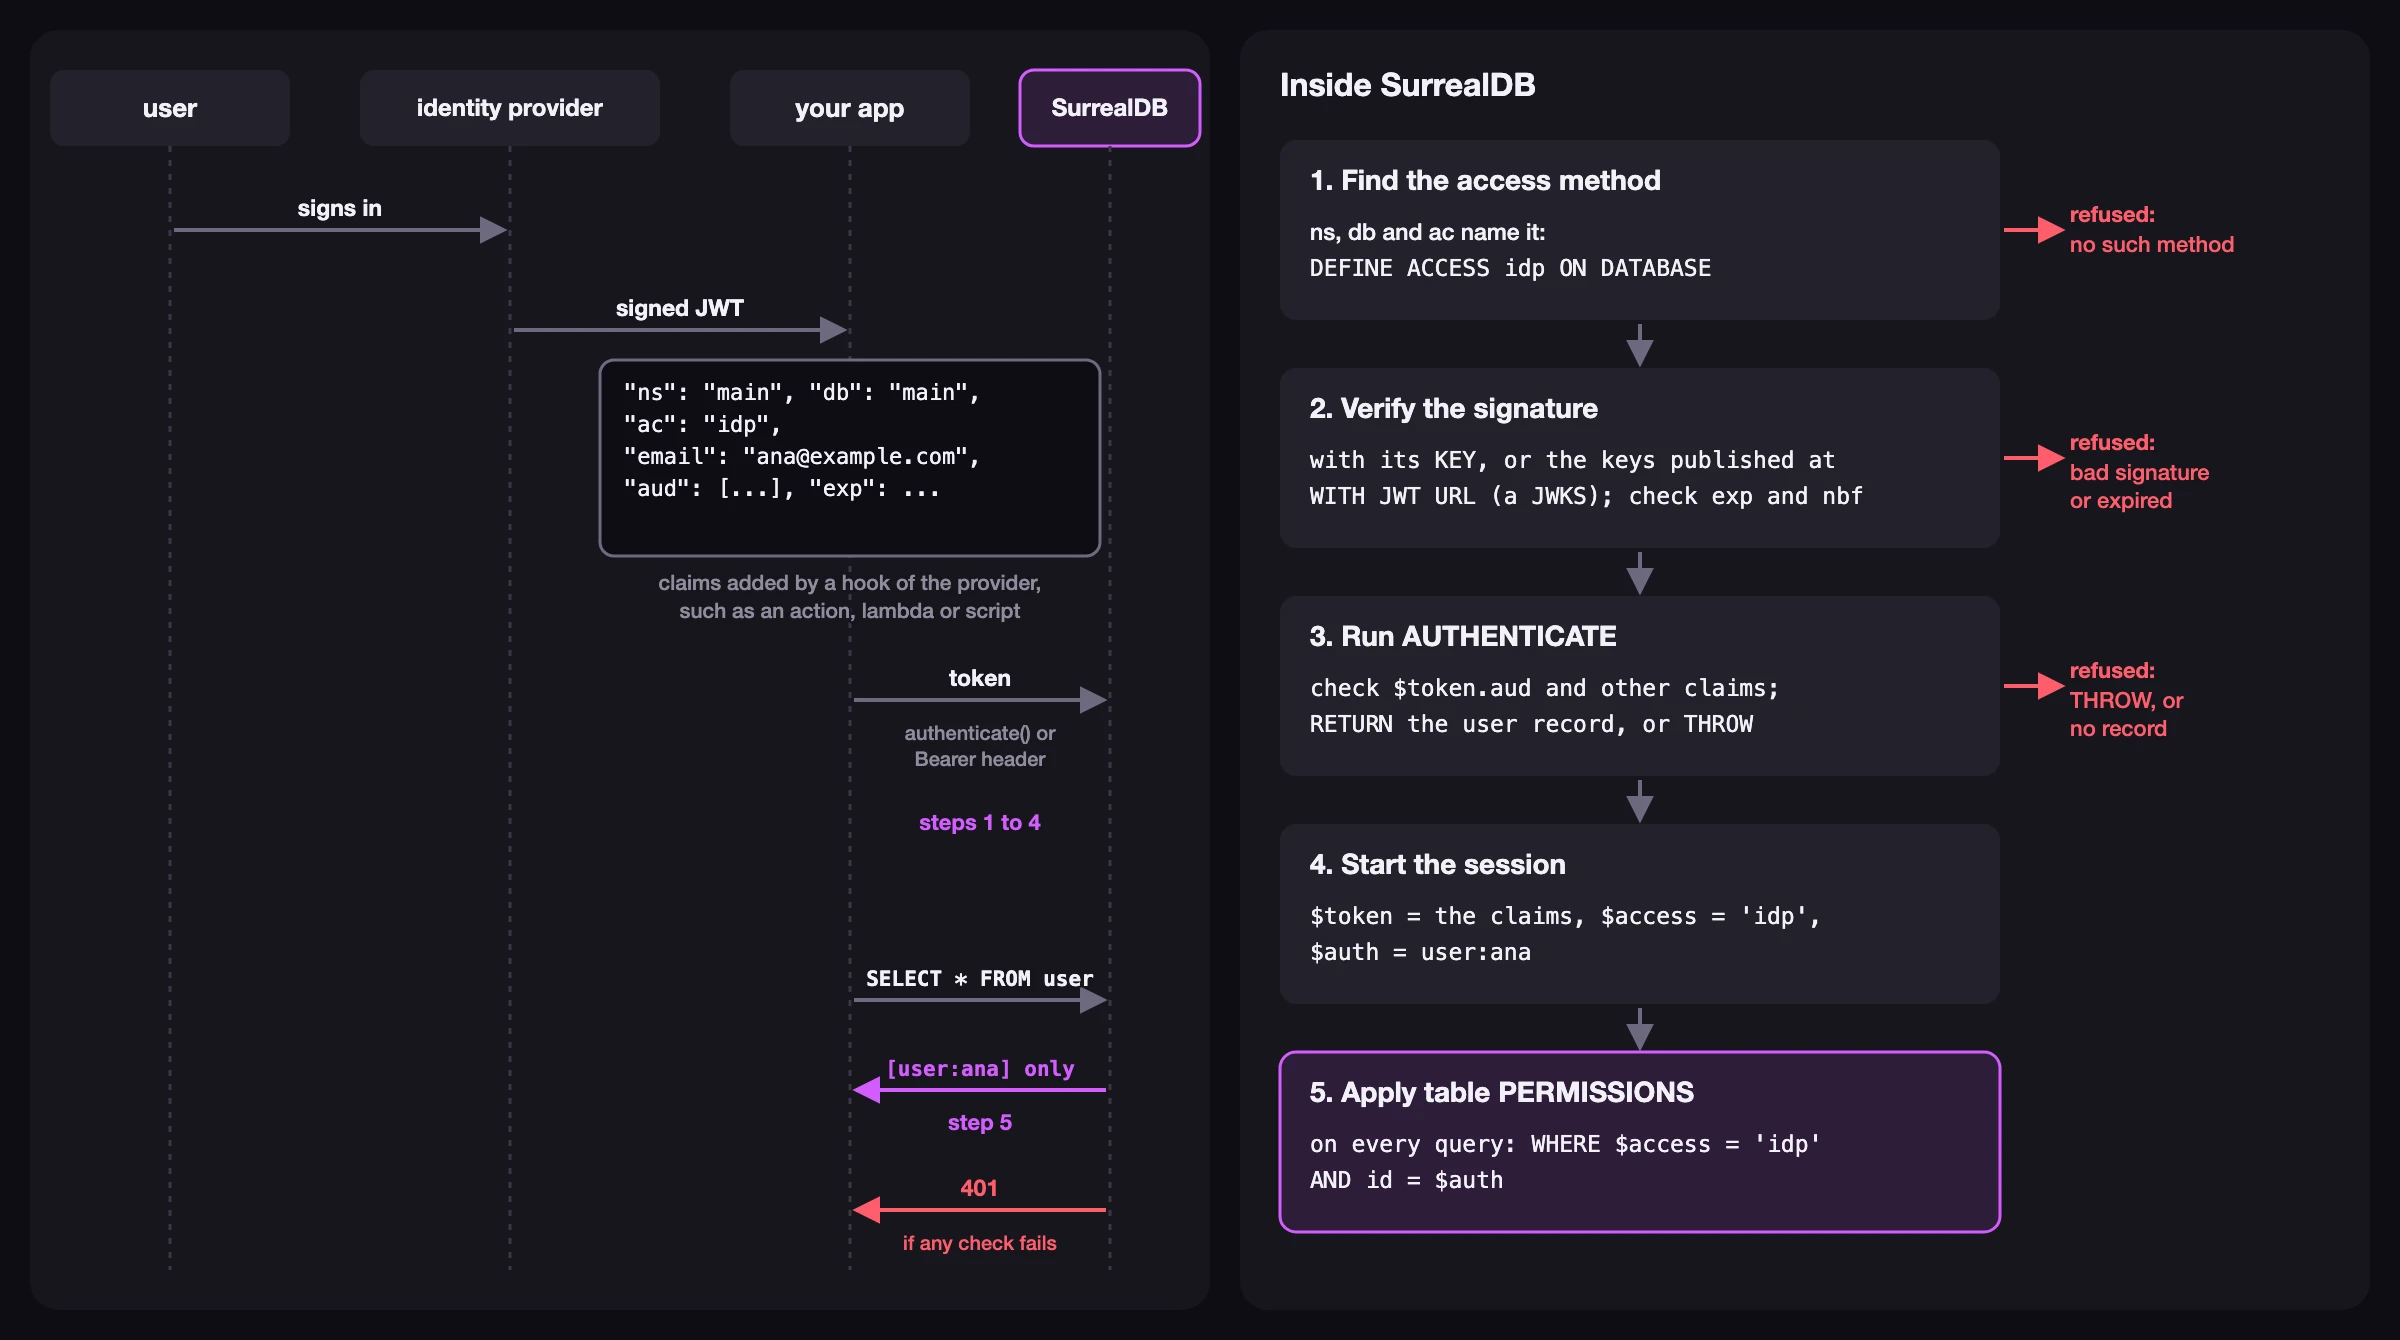 user
identity provider
your app
SurrealDB
signs in
signed JWT
"ns": "main", "db": "main",
"ac": "idp",
"email": "ana@example.com",
"aud": [...], "exp": ...
claims added by a hook of the provider,
such as an action, lambda or script
token
authenticate() or
Bearer header
steps 1 to 4
SELECT * FROM user
[user:ana] only
step 5
401
if any check fails
Inside SurrealDB
1. Find the access method
ns, db and ac name it:
DEFINE ACCESS idp ON DATABASE
refused:
no such method
2. Verify the signature
with its KEY, or the keys published at
WITH JWT URL (a JWKS); check exp and nbf
refused:
bad signature
or expired
3. Run AUTHENTICATE
check $token.aud and other claims;
RETURN the user record, or THROW
refused:
THROW, or
no record
4. Start the session
$token = the claims, $access = 'idp',
$auth = user:ana
5. Apply table PERMISSIONS
on every query: WHERE $access = 'idp'
AND id = $auth